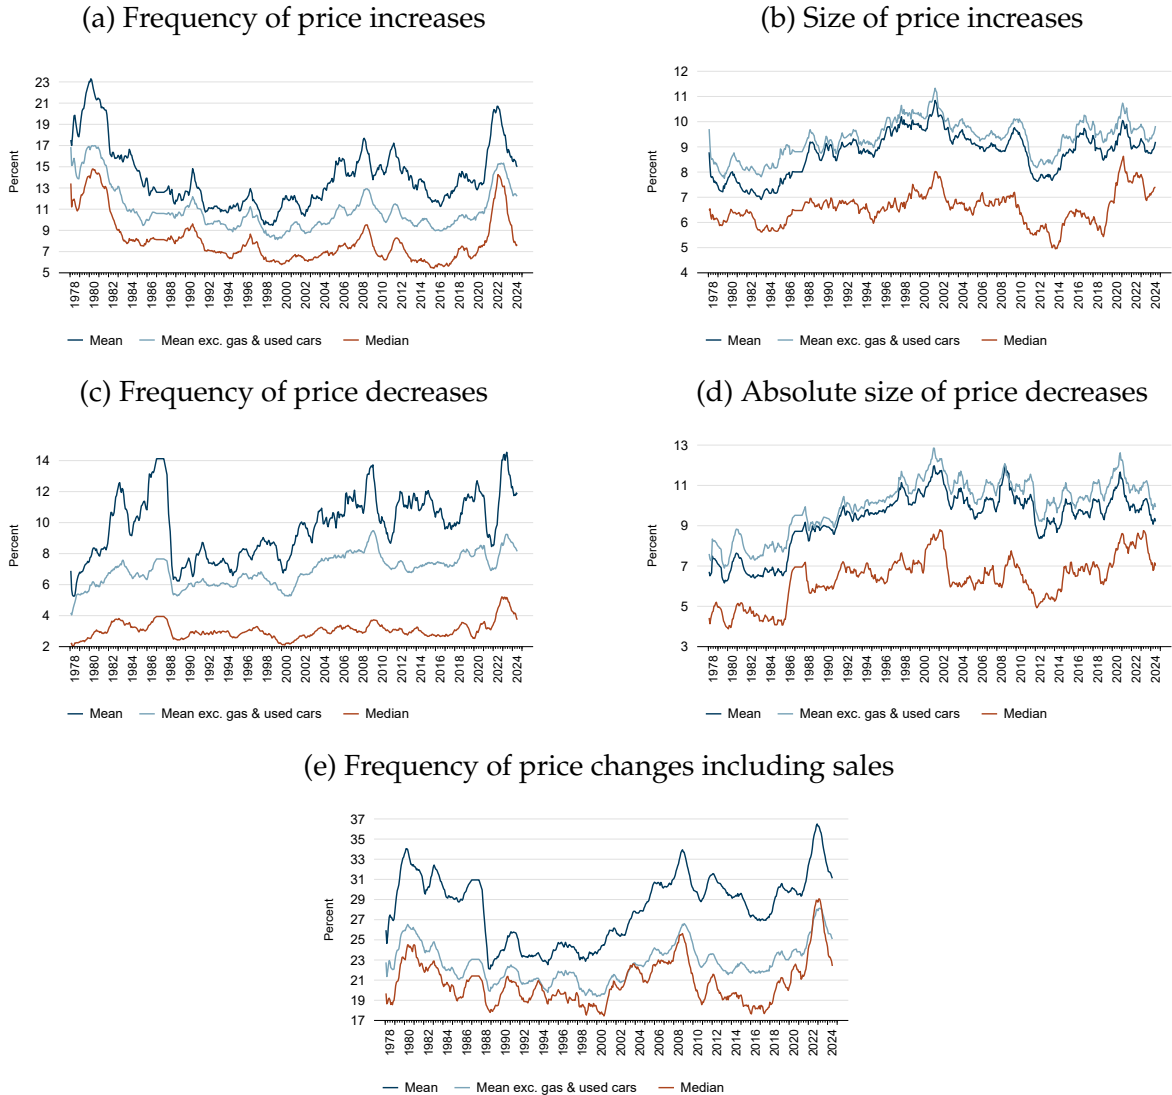 (a) Frequency of price increases
(b) Size of price increases
Percent
23
21
19
17
15
13
11
9
7
5
1978 1980 1982 1984 1986 1988 1990 1992 1994 1996 1998 2000 2002 2004 2006 2008 2010 2012 2014 2016 2018 2020 2022 2024
Mean Mean exc. gas & used cars Median
Percent
12
11
10
9
8
7
6
5
4
1978 1980 1982 1984 1986 1988 1990 1992 1994 1996 1998 2000 2002 2004 2006 2008 2010 2012 2014 2016 2018 2020 2022 2024
Mean Mean exc. gas & used cars Median
(c) Frequency of price decreases
(d) Absolute size of price decreases
Percent
14
12
10
8
6
4
2
1978 1980 1982 1984 1986 1988 1990 1992 1994 1996 1998 2000 2002 2004 2006 2008 2010 2012 2014 2016 2018 2020 2022 2024
Mean Mean exc. gas & used cars Median
Percent
13
11
9
7
5
3
1978 1980 1982 1984 1986 1988 1990 1992 1994 1996 1998 2000 2002 2004 2006 2008 2010 2012 2014 2016 2018 2020 2022 2024
Mean Mean exc. gas & used cars Median
(e) Frequency of price changes including sales
Percent
37
35
33
31
29
27
25
23
21
19
17
1978 1980 1982 1984 1986 1988 1990 1992 1994 1996 1998 2000 2002 2004 2006 2008 2010 2012 2014 2016 2018 2020 2022 2024
Mean Mean exc. gas & used cars Median